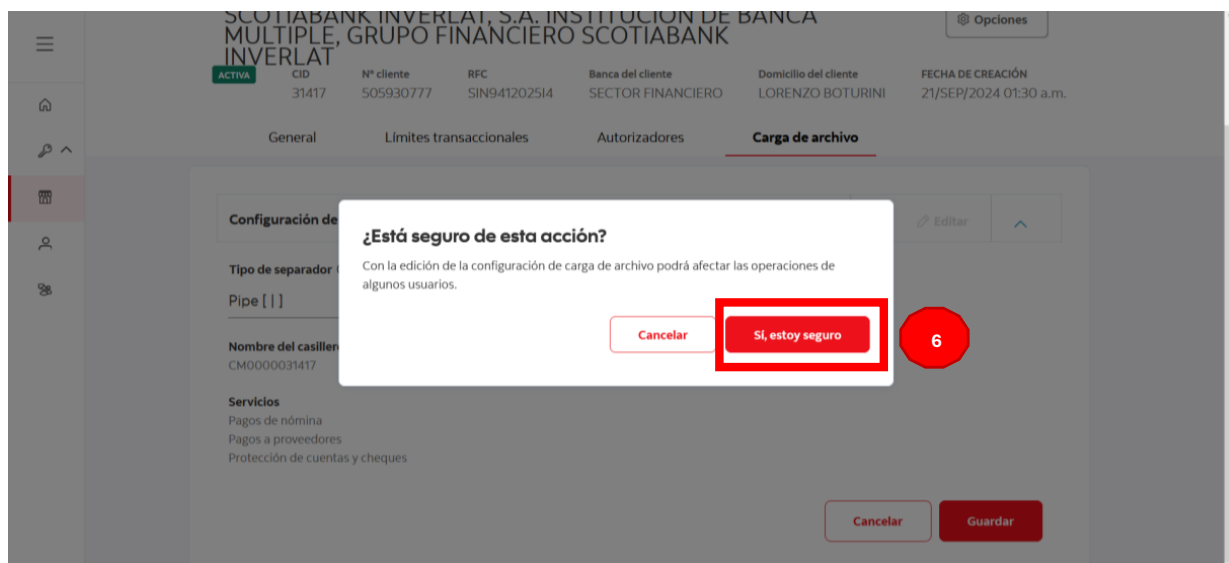 SCOTIABANK INVERLAT, S.A. INSTITUCION DE BANCA
MULTIPLE, GRUPO FINANCIERO SCOTIABANK
INVERLAT
Opciones
ACTIVA
CID
31417
Nº cliente
505930777
RFC
SIN941202SI4
Banca del cliente
SECTOR FINANCIERO
Domicilio del cliente
LORENZO BOTURINI
FECHA DE CREACIÓN
21/SEP/2024 01:30 a.m.
General
Límites transaccionales
Autorizadores
Carga de archivo
Configuración de
Editar
¿Está seguro de esta acción?
Con la edición de la configuración de carga de archivo podrá afectar las operaciones de
algunos usuarios.
Cancelar
Sí, estoy seguro
6
Tipo de separador
Pipe [ | ]
Nombre del casiller
CM0000031417
Servicios
Pagos de nómina
Pagos a proveedores
Protección de cuentas y cheques
Cancelar
Guardar